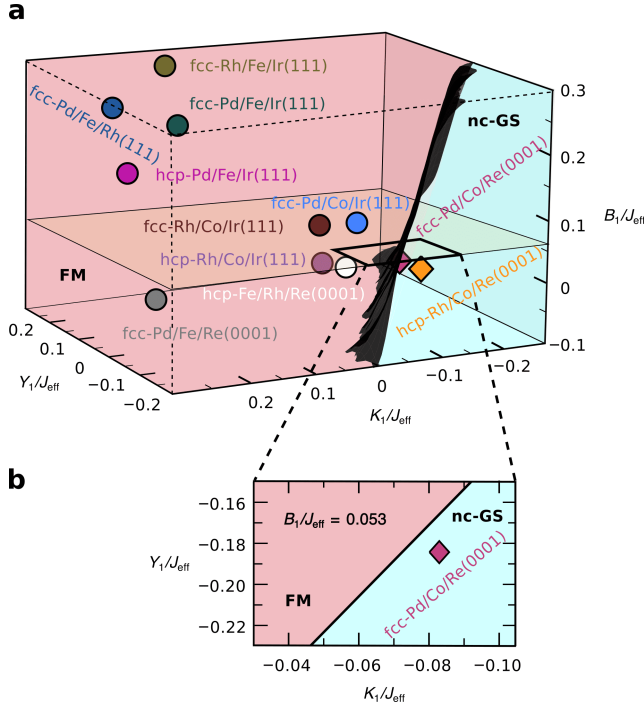 a
fcc-Rh/Fe/Ir(111)
0.3
fcc-Pd/Fe/Rh(111)
fcc-Pd/Fe/Ir(111)
nc-GS
0.2
hcp-Pd/Fe/Ir(111)
fcc-Pd/Co/Re(0001)
fcc-Pd/Co/Ir(111)
B₁/J_eff
0.1
fcc-Rh/Co/Ir(111)
hcp-Rh/Co/Ir(111)
FM
0
hcp-Fe/Rh/Re(0001)
hcp-Rh/Co/Re(0001)
fcc-Pd/Fe/Re(0001)
−0.1
0.2
0.1
0
−0.1
−0.2
Y₁/J_eff
0.2
0.1
0
−0.1
−0.2
K₁/J_eff
b
−0.16
−0.18
−0.20
−0.22
Y₁/J_eff
B₁/J_eff = 0.053
nc-GS
fcc-Pd/Co/Re(0001)
FM
−0.04
−0.06
−0.08
−0.10
K₁/J_eff